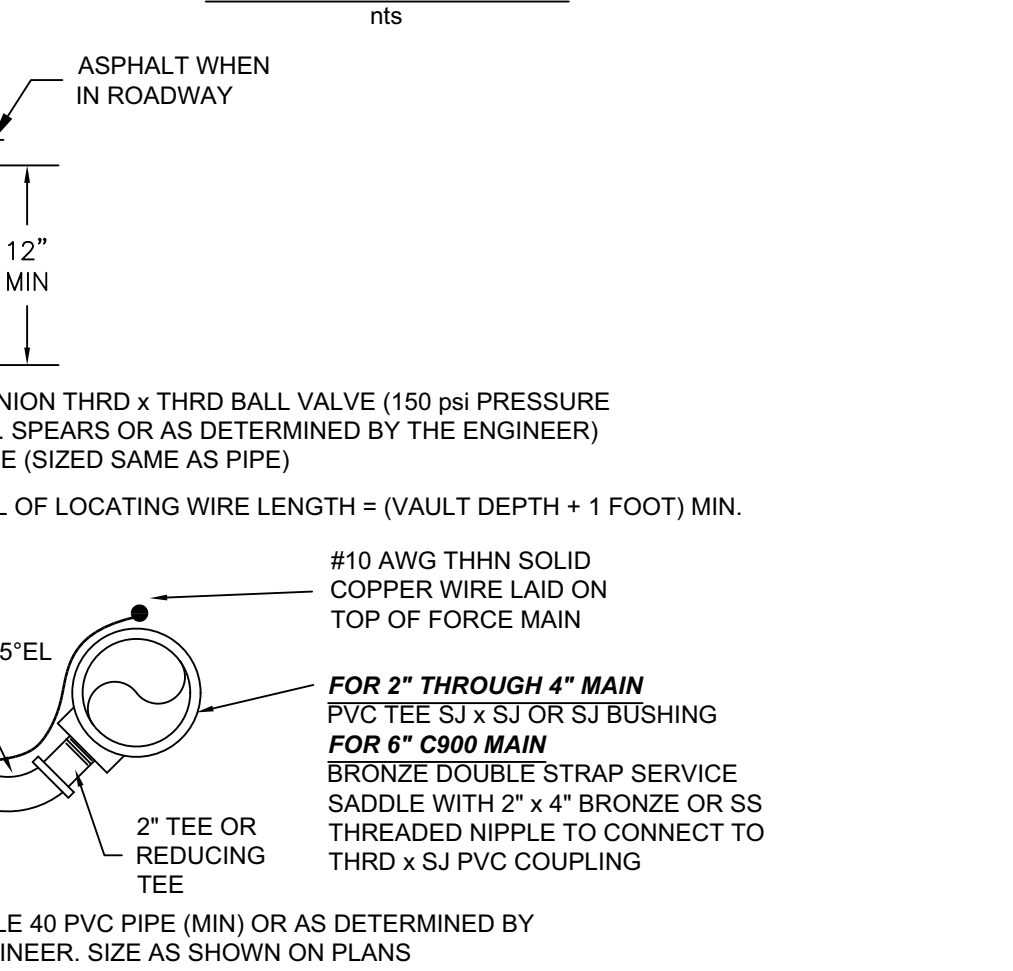 nts
ASPHALT WHEN
IN ROADWAY
12”
MIN
NION THRD x THRD BALL VALVE (150 psi PRESSURE
. SPEARS OR AS DETERMINED BY THE ENGINEER)
E (SIZED SAME AS PIPE)
L OF LOCATING WIRE LENGTH = (VAULT DEPTH + 1 FOOT) MIN.
#10 AWG THHN SOLID
COPPER WIRE LAID ON
TOP OF FORCE MAIN
5°EL
FOR 2" THROUGH 4" MAIN
PVC TEE SJ x SJ OR SJ BUSHING
FOR 6" C900 MAIN
BRONZE DOUBLE STRAP SERVICE
SADDLE WITH 2" x 4" BRONZE OR SS
THREADED NIPPLE TO CONNECT TO
THRD x SJ PVC COUPLING
2" TEE OR
REDUCING
TEE
LE 40 PVC PIPE (MIN) OR AS DETERMINED BY
INEER. SIZE AS SHOWN ON PLANS